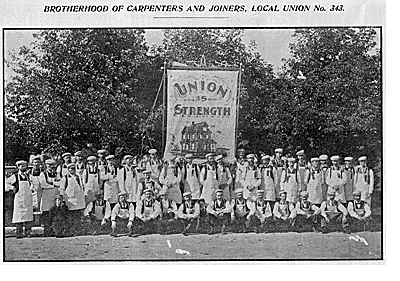 BROTHERHOOD OF CARPENTERS AND JOINERS, LOCAL UNION No. 343.
UNION
IS
STRENGTH